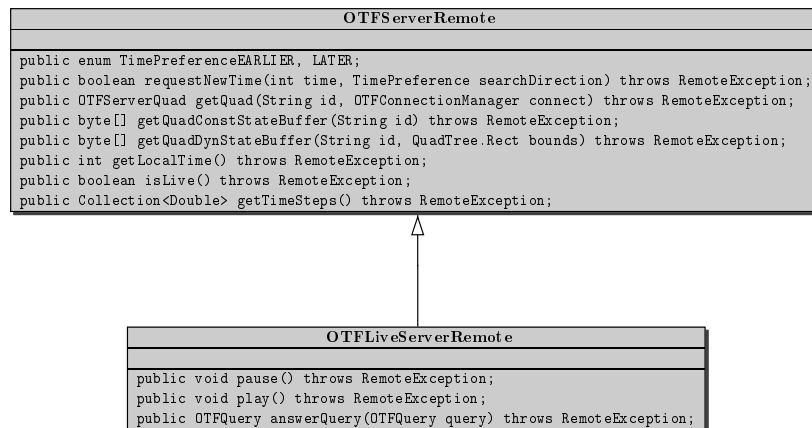 OTFServerRemote
public enum TimePreferenceEARLIER, LATER;
public boolean requestNewTime(int time, TimePreference searchDirection) throws RemoteException;
public OTFServerQuad getQuad(String id, OTFConnectionManager connect) throws RemoteException;
public byte[] getQuadConstStateBuffer(String id) throws RemoteException;
public byte[] getQuadDynStateBuffer(String id, QuadTree.Rect bounds) throws RemoteException;
public int getLocalTime() throws RemoteException;
public boolean isLive() throws RemoteException;
public Collection<Double> getTimeSteps() throws RemoteException;
OTFLiveServerRemote
public void pause() throws RemoteException;
public void play() throws RemoteException;
public OTFQuery answerQuery(OTFQuery query) throws RemoteException;